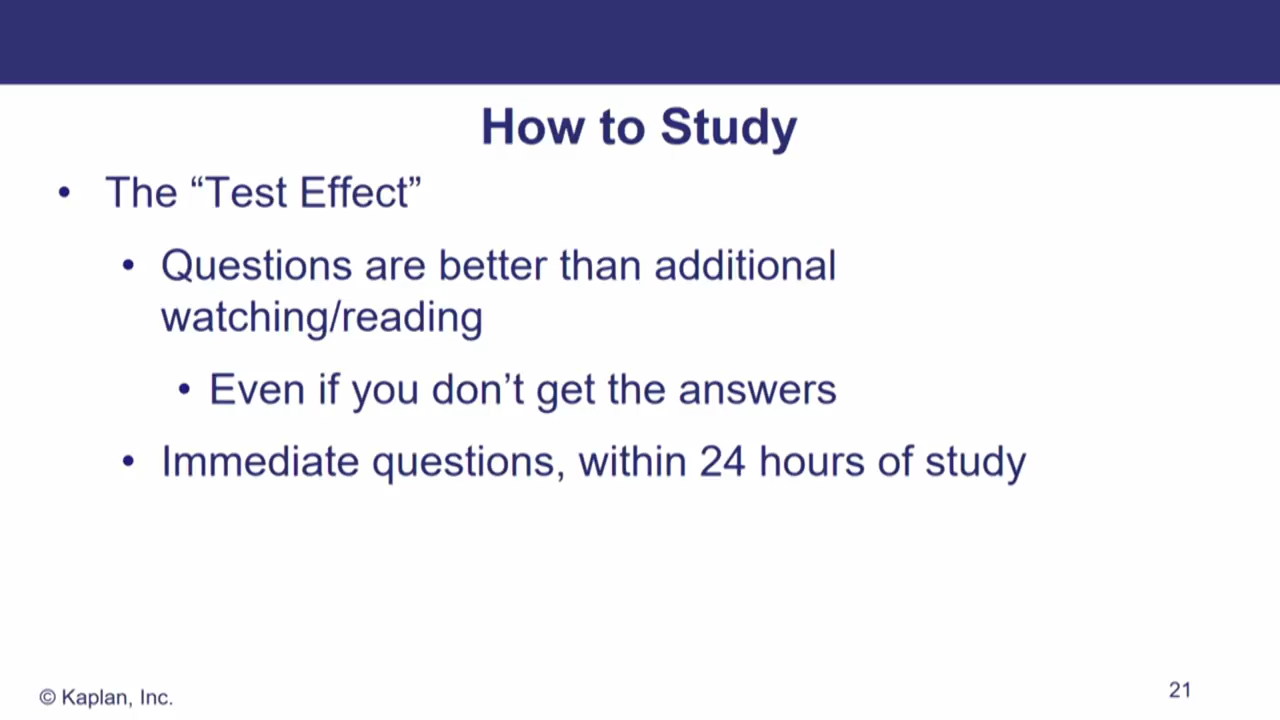 How to Study
• The “Test Effect”
• Questions are better than additional
watching/reading
• Even if you don’t get the answers
• Immediate questions, within 24 hours of study
© Kaplan, Inc.
21